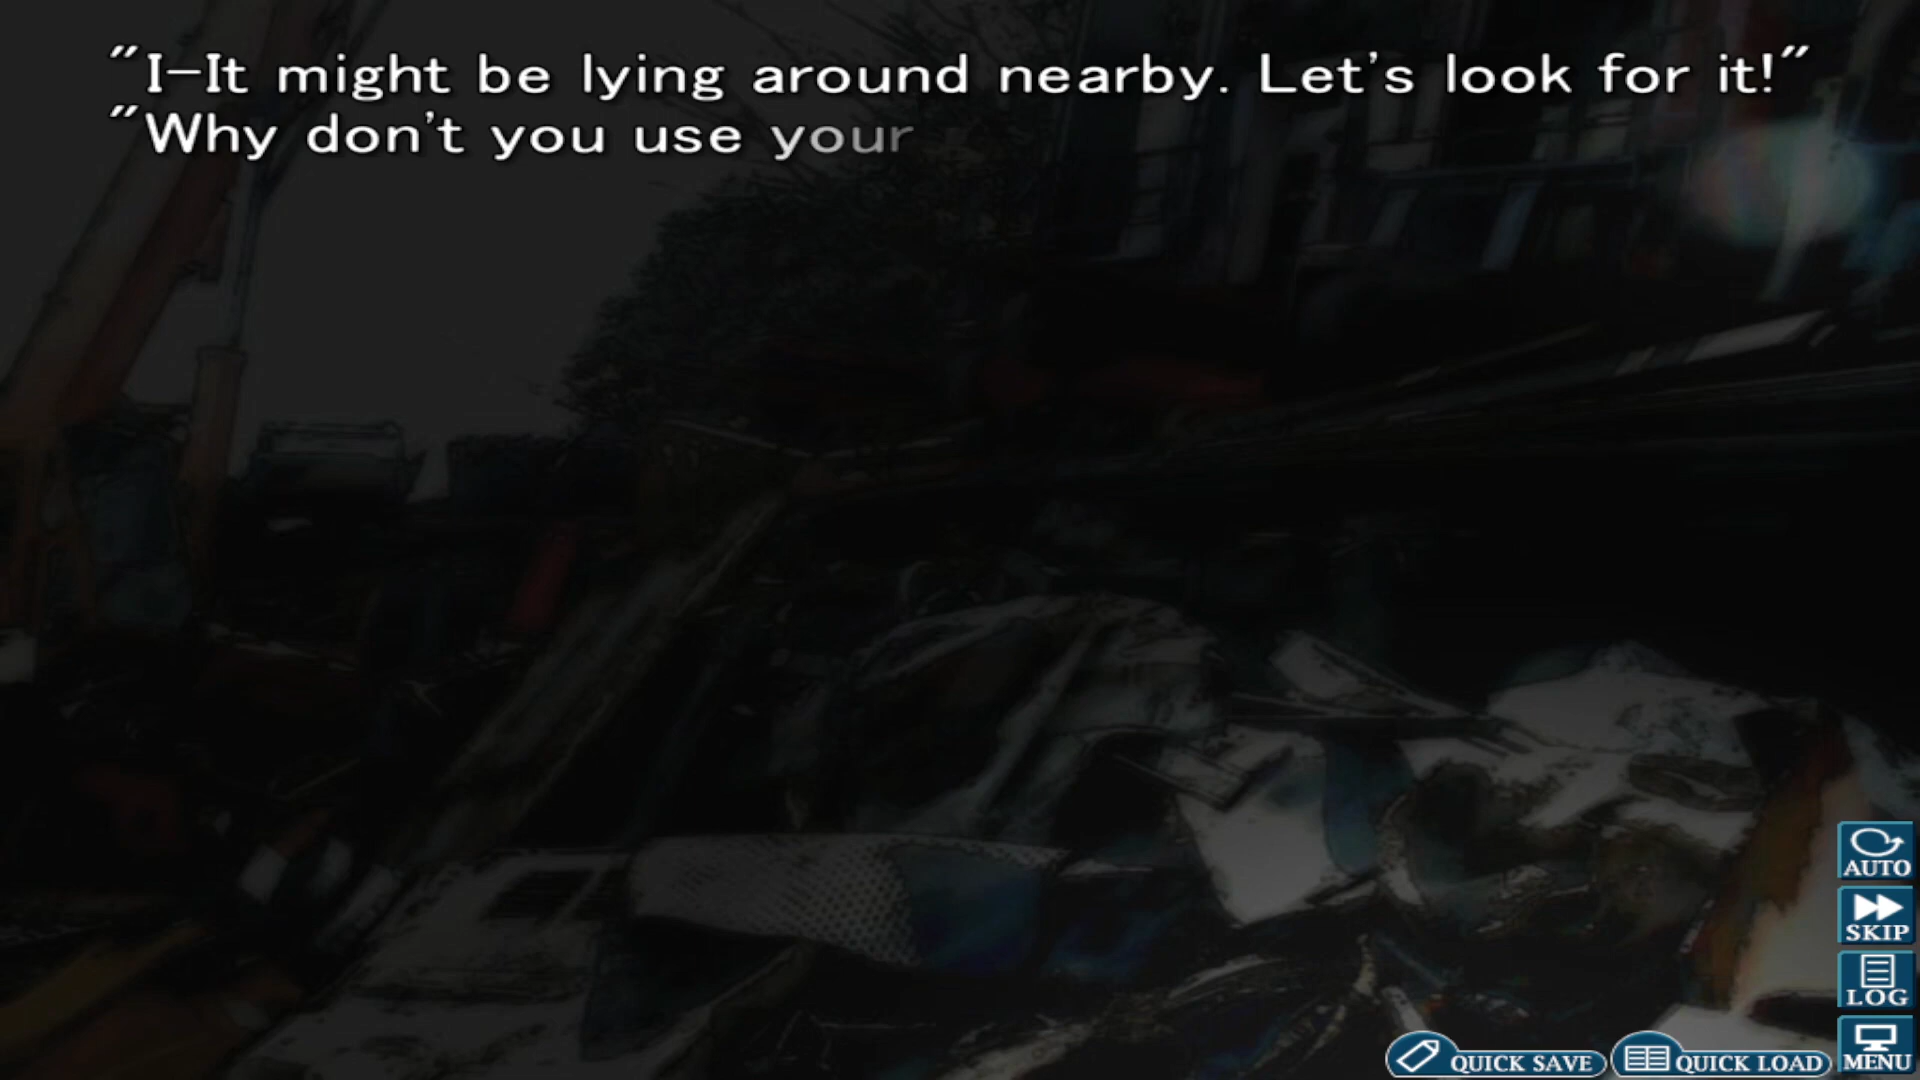 "I-It might be lying around nearby. Let's look for it!"
"Why don't you use your
AUTO
SKIP
LOG
MENU
QUICK SAVE
QUICK LOAD